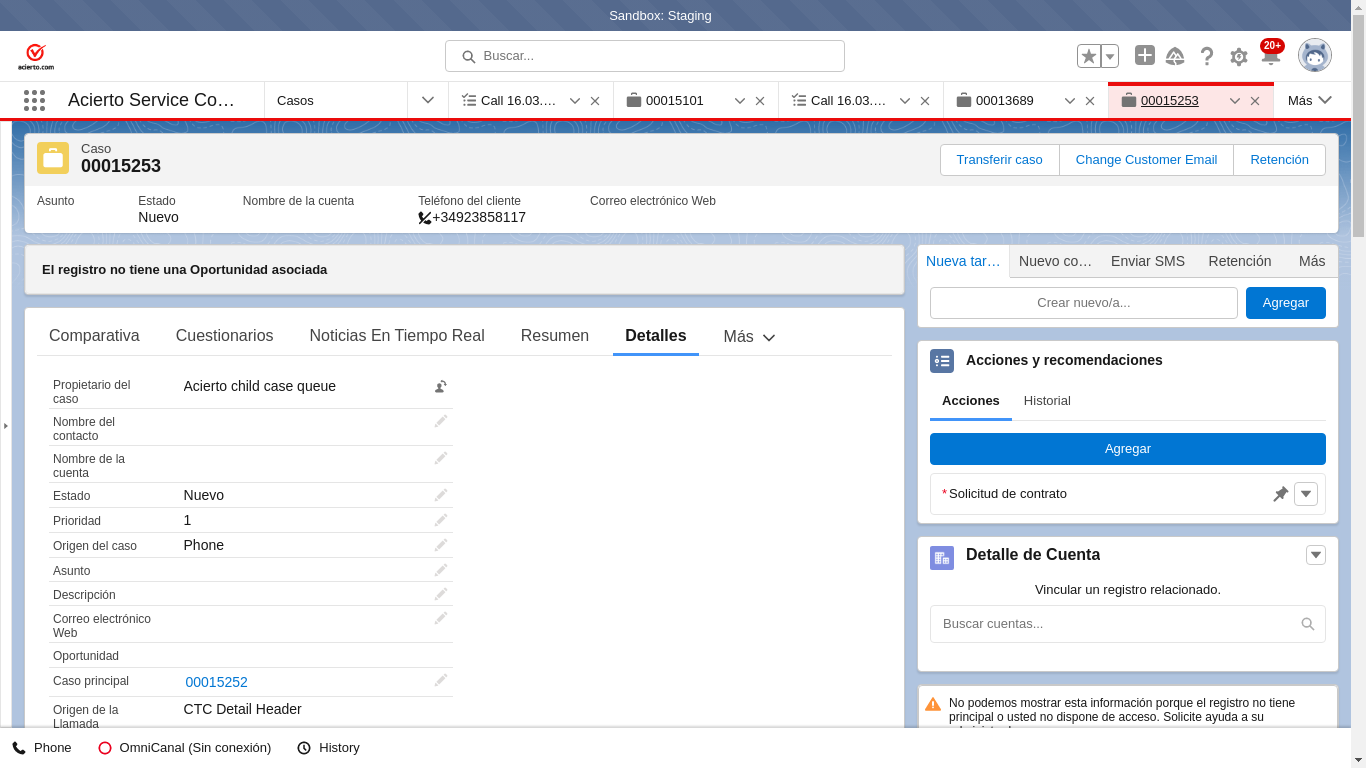 Sandbox: Staging
acierto.com
Buscar...
20+
Acierto Service Co…
Casos
Call 16.03.…
00015101
Call 16.03.…
00013689
00015253
Más
Caso
00015253
Transferir caso
Change Customer Email
Retención
Asunto
Estado
Nuevo
Nombre de la cuenta
Teléfono del cliente
+34923858117
Correo electrónico Web
El registro no tiene una Oportunidad asociada
Comparativa
Cuestionarios
Noticias En Tiempo Real
Resumen
Detalles
Más
Propietario del
caso
Acierto child case queue
Nombre del
contacto
Nombre de la
cuenta
Estado
Nuevo
Prioridad
1
Origen del caso
Phone
Asunto
Descripción
Correo electrónico
Web
Oportunidad
Caso principal
00015252
Origen de la
Llamada
CTC Detail Header
Nueva tar…
Nuevo co…
Enviar SMS
Retención
Más
Crear nuevo/a...
Agregar
Acciones y recomendaciones
Acciones
Historial
Agregar
*Solicitud de contrato
Detalle de Cuenta
Vincular un registro relacionado.
Buscar cuentas...
No podemos mostrar esta información porque el registro no tiene
principal o usted no dispone de acceso. Solicite ayuda a su
Phone
OmniCanal (Sin conexión)
History